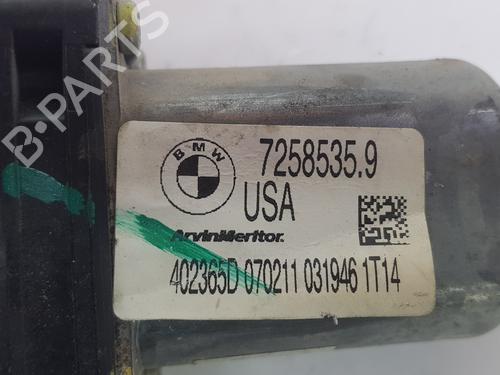 B-PARTS
BMW
7258535.9
USA
ArvinMeritor.
402365D 070211 031946 1T14